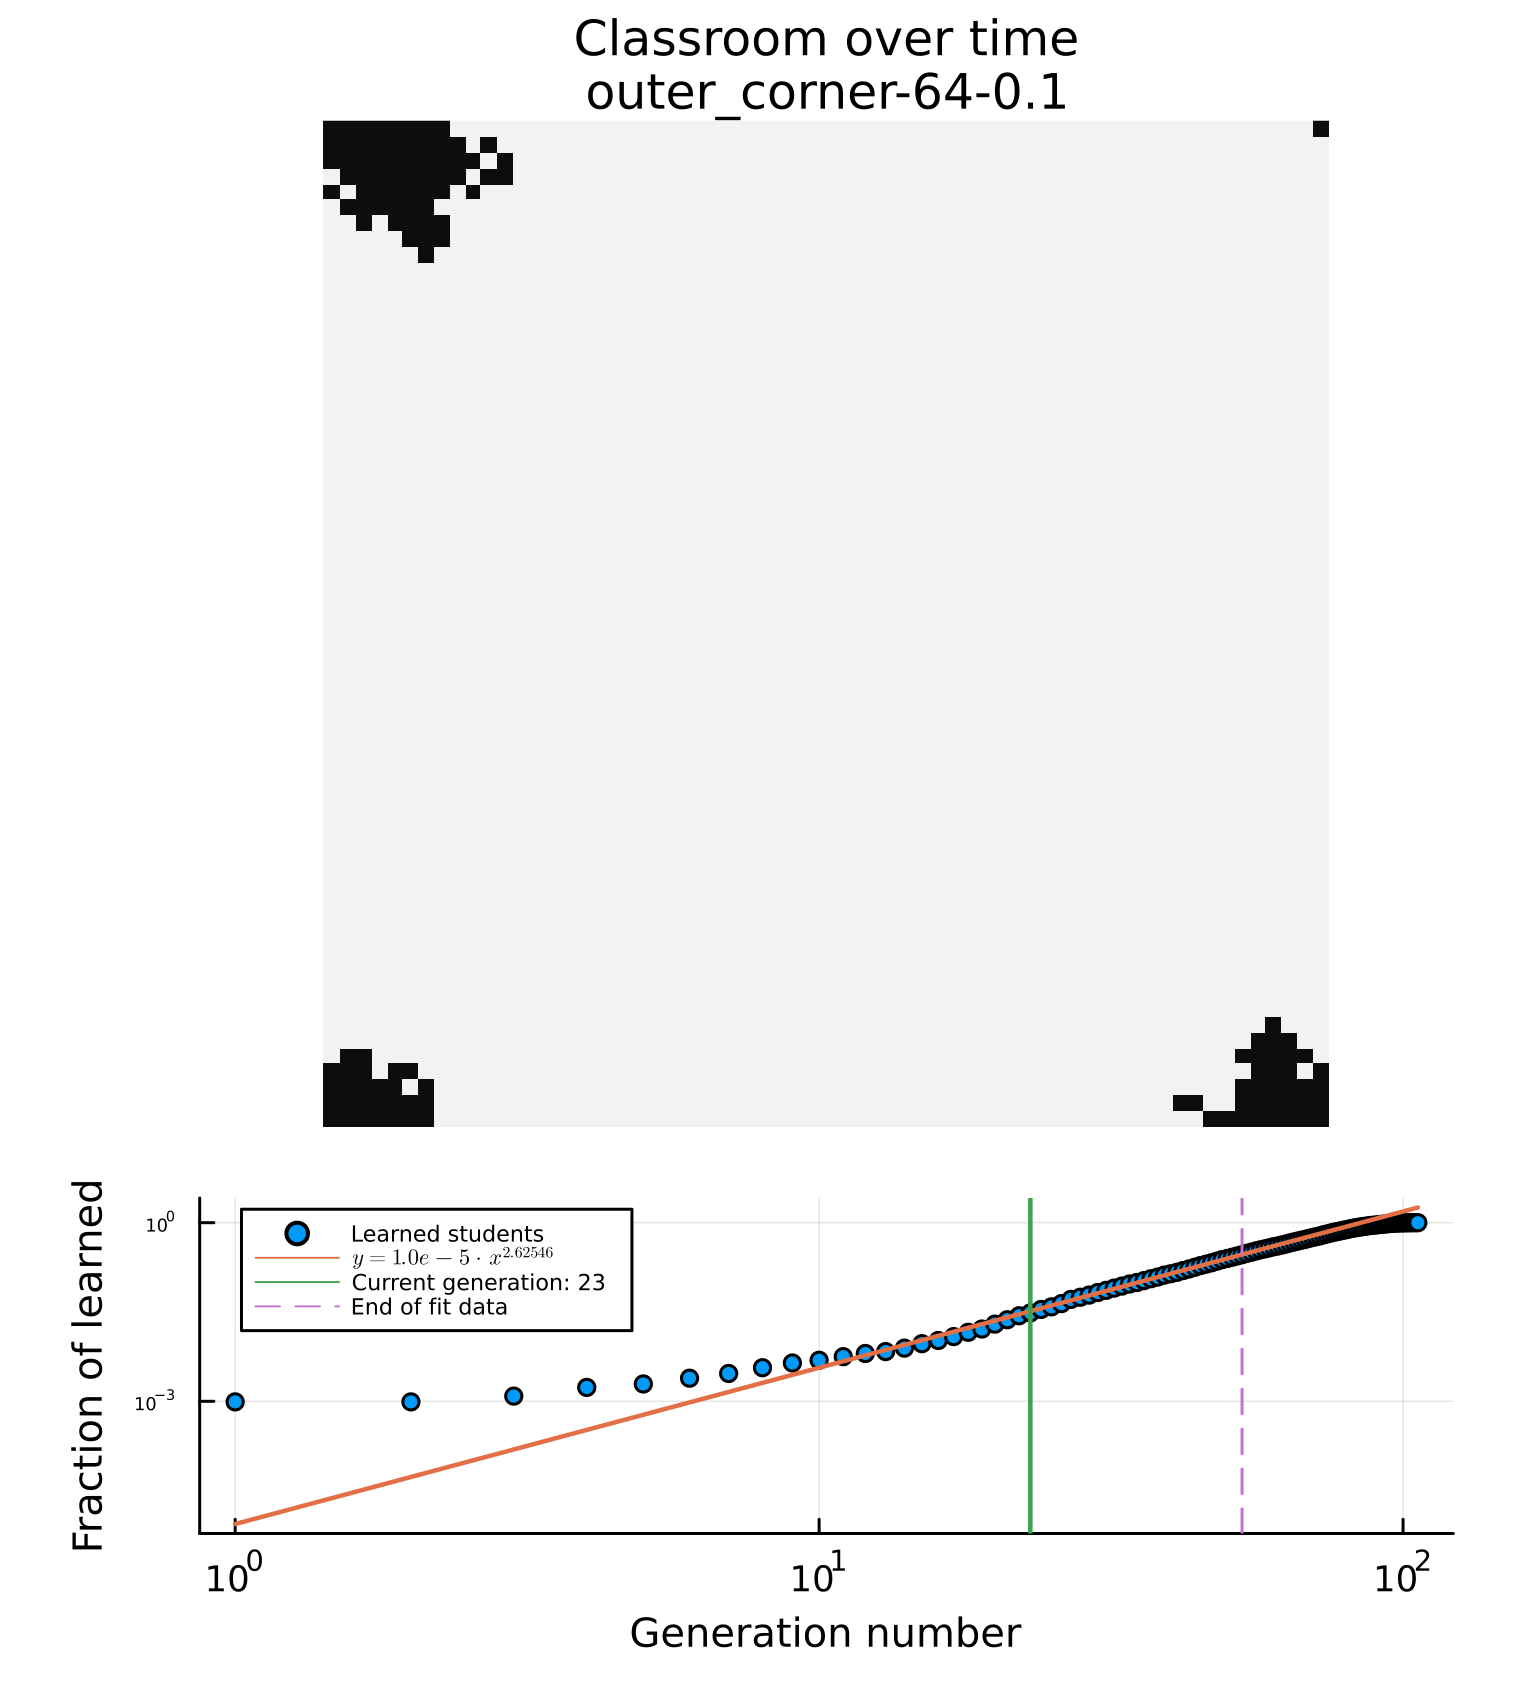 Classroom over time
outer_corner-64-0.1
Fraction of learned
10^0
10^-3
Learned students
y = 1.0e − 5 · x^2.62546
Current generation: 23
End of fit data
10^0
10^1
10^2
Generation number